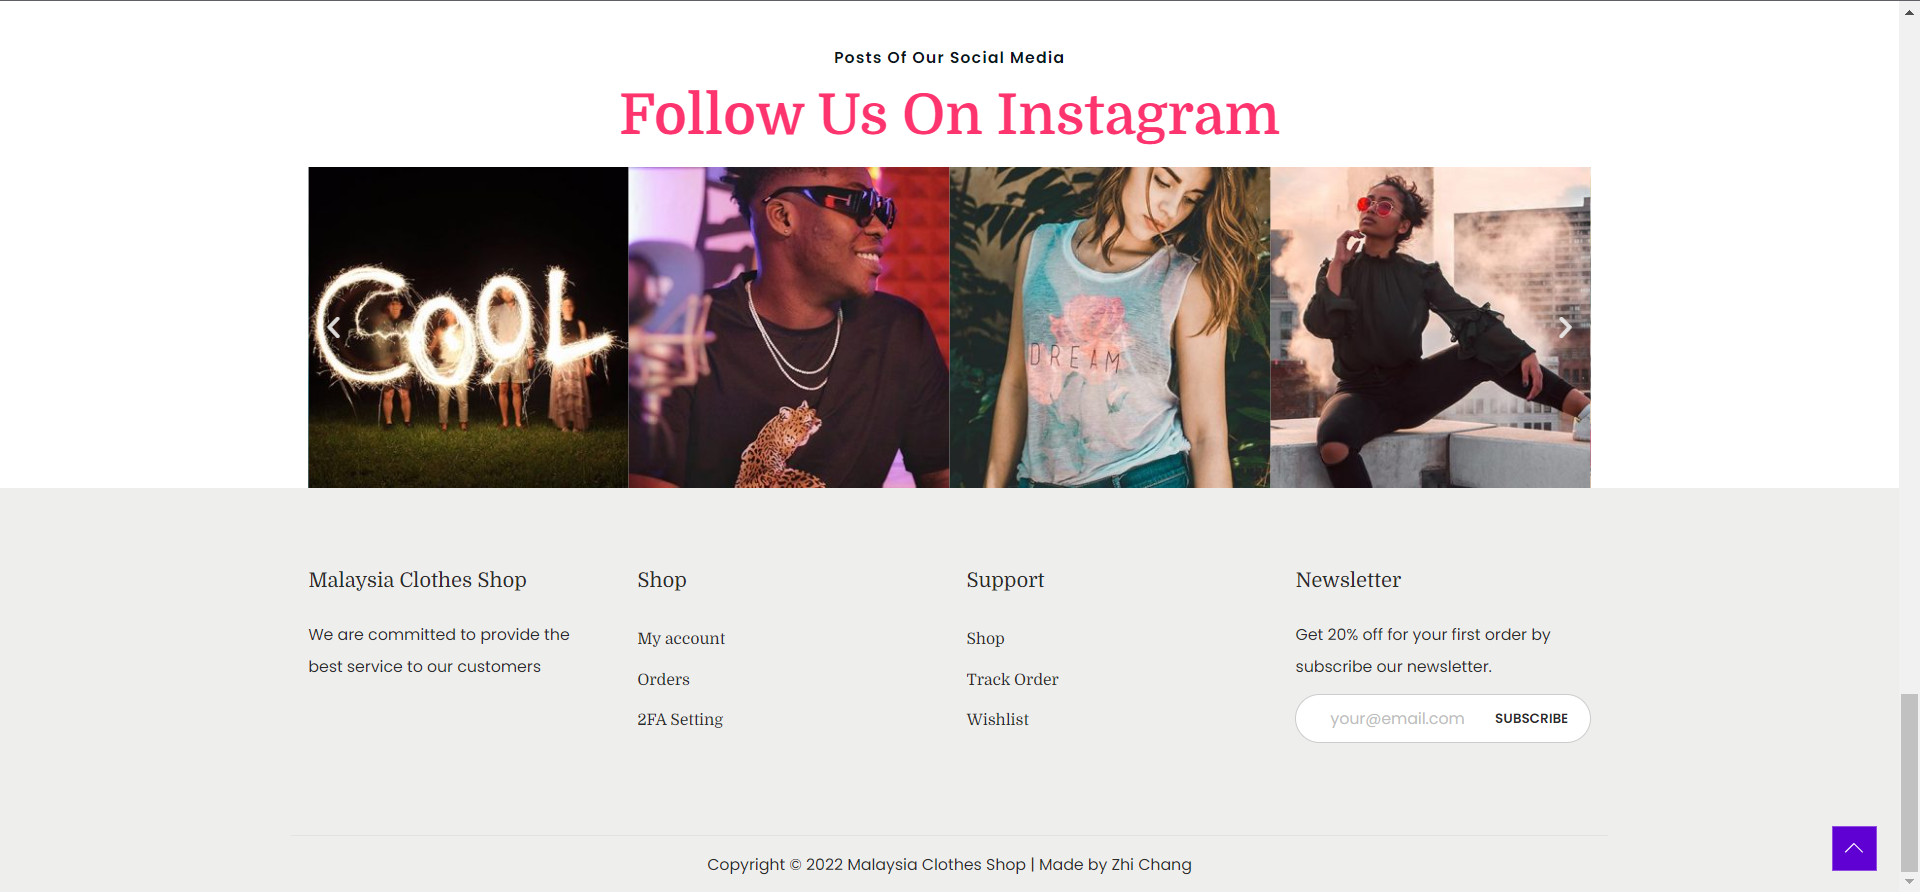 Posts Of Our Social Media
Follow Us On Instagram
COOL
DREAM
Malaysia Clothes Shop
We are committed to provide the
best service to our customers
Shop
My account
Orders
2FA Setting
Support
Shop
Track Order
Wishlist
Newsletter
Get 20% off for your first order by
subscribe our newsletter.
your@email.com
SUBSCRIBE
Copyright © 2022 Malaysia Clothes Shop | Made by Zhi Chang